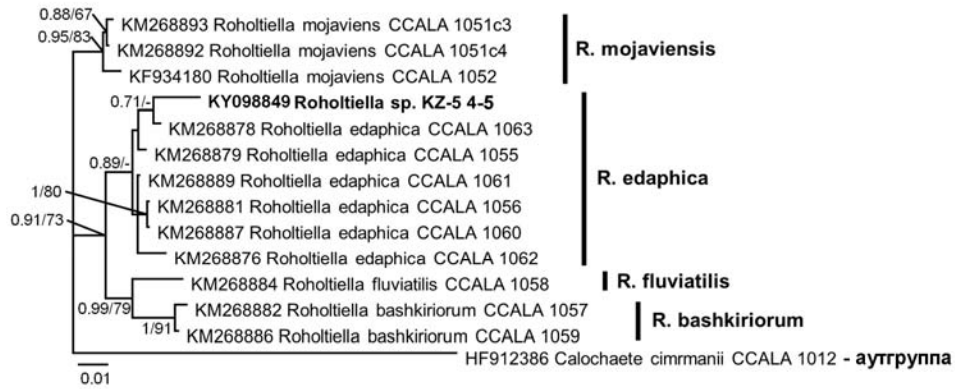 0.88/67
KM268893 Roholtiella mojaviens CCALA 1051c3
0.95/83
KM268892 Roholtiella mojaviens CCALA 1051c4
R. mojaviensis
KF934180 Roholtiella mojaviens CCALA 1052
0.71/-
KY098849 Roholtiella sp. KZ-5 4-5
KM268878 Roholtiella edaphica CCALA 1063
KM268879 Roholtiella edaphica CCALA 1055
0.89/-
KM268889 Roholtiella edaphica CCALA 1061
R. edaphica
1/80
KM268881 Roholtiella edaphica CCALA 1056
0.91/73
KM268887 Roholtiella edaphica CCALA 1060
KM268876 Roholtiella edaphica CCALA 1062
KM268884 Roholtiella fluviatilis CCALA 1058
R. fluviatilis
0.99/79
KM268882 Roholtiella bashkiriorum CCALA 1057
R. bashkiriorum
1/91
KM268886 Roholtiella bashkiriorum CCALA 1059
HF912386 Calochaete cimrmanii CCALA 1012 - аутгруппа
0.01